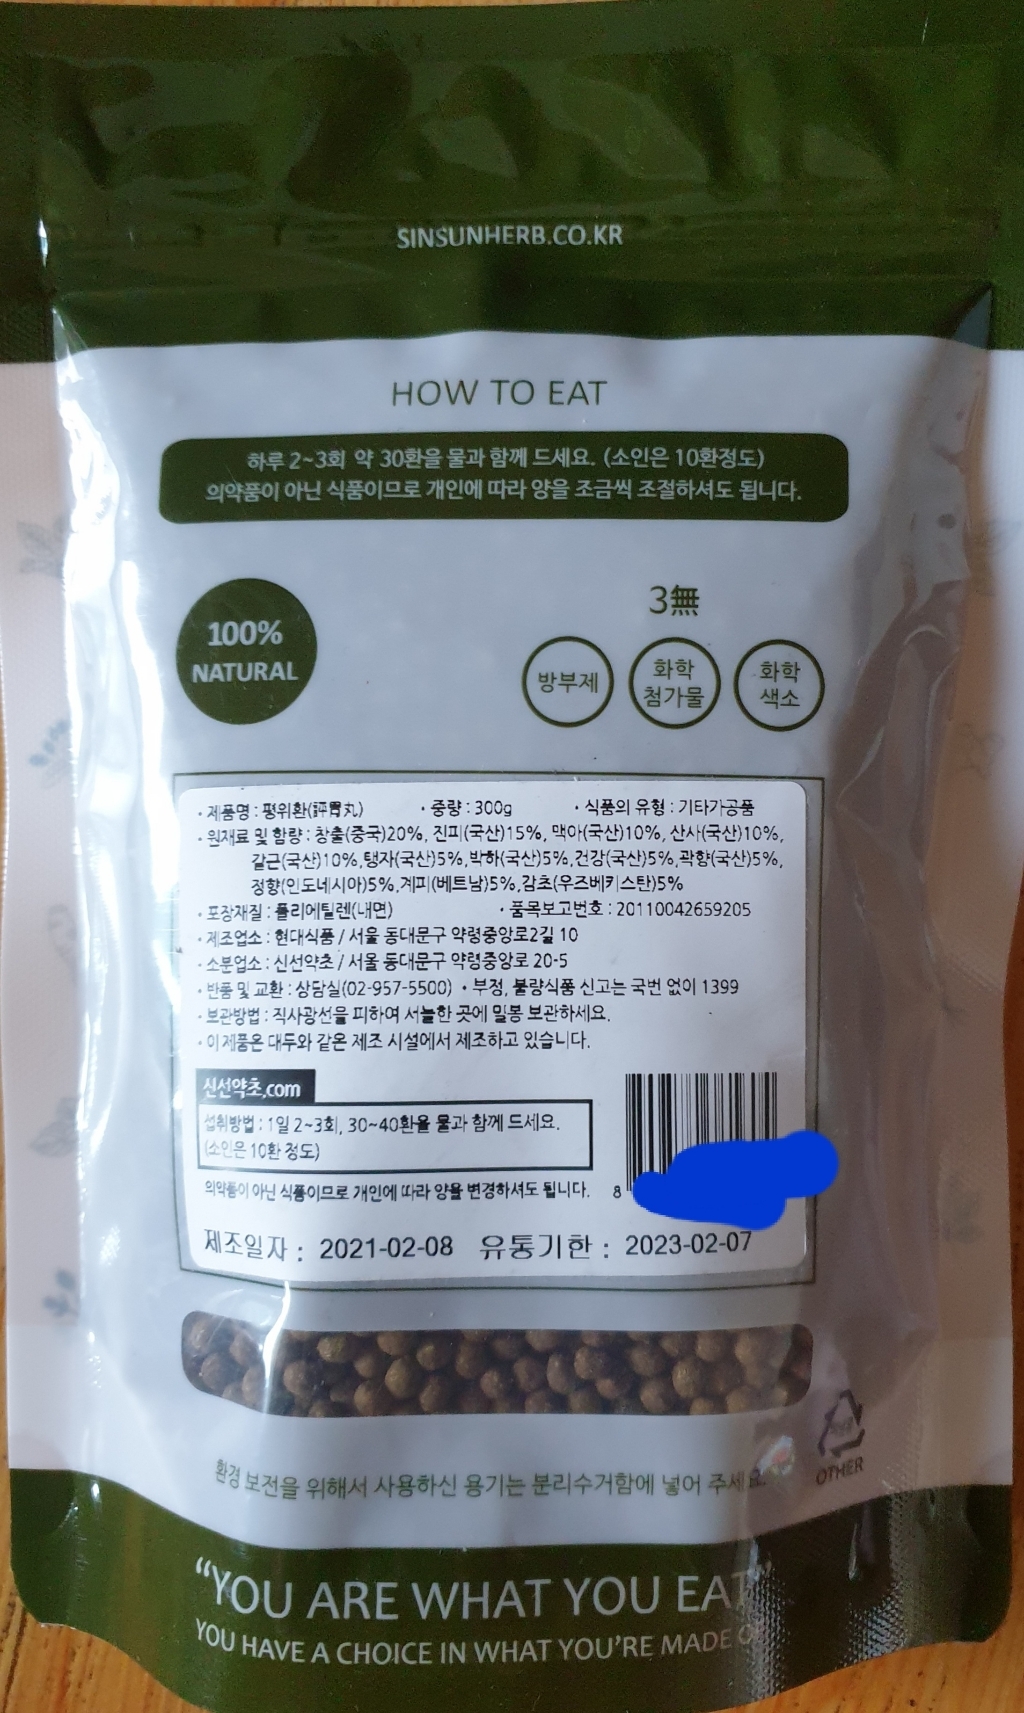 SINSUNHERB.CO.KR
HOW TO EAT
하루 2~3회 약 30환을 물과 함께 드세요. (소인은 10환정도)
의약품이 아닌 식품이므로 개인에 따라 양을 조금씩 조절하셔도 됩니다.
100%
NATURAL
3無
방부제
화학
첨가물
화학
색소
· 제품명 : 평위환(評胃丸) · 중량 : 300g · 식품의 유형 : 기타가공품
· 원재료 및 함량 : 창출(중국)20%, 진피(국산)15%, 맥아(국산)10%, 산사(국산)10%,
갈근(국산)10%,탱자(국산)5%,박하(국산)5%,건강(국산)5%,곽향(국산)5%,
정향(인도네시아)5%,계피(베트남)5%,감초(우즈베키스탄)5%
· 포장재질 : 폴리에틸렌(내면) · 품목보고번호 : 20110042659205
· 제조업소 : 현대식품 / 서울 동대문구 약령중앙로2길 10
· 소분업소 : 신선약초 / 서울 동대문구 약령중앙로 20-5
· 반품 및 교환 : 상담실(02-957-5500) · 부정, 불량식품 신고는 국번 없이 1399
· 보관방법 : 직사광선을 피하여 서늘한 곳에 밀봉 보관하세요.
· 이 제품은 대두와 같은 제조 시설에서 제조하고 있습니다.
신선약초.com
섭취방법 : 1일 2~3회, 30~40환을 물과 함께 드세요.
(소인은 10환 정도)
의약품이 아닌 식품이므로 개인에 따라 양을 변경하셔도 됩니다.
8
제조일자 : 2021-02-08 유통기한 : 2023-02-07
환경 보전을 위해서 사용하신 용기는 분리수거함에 넣어 주세요.
OTHER
“YOU ARE WHAT YOU EAT”
YOU HAVE A CHOICE IN WHAT YOU'RE MADE OF